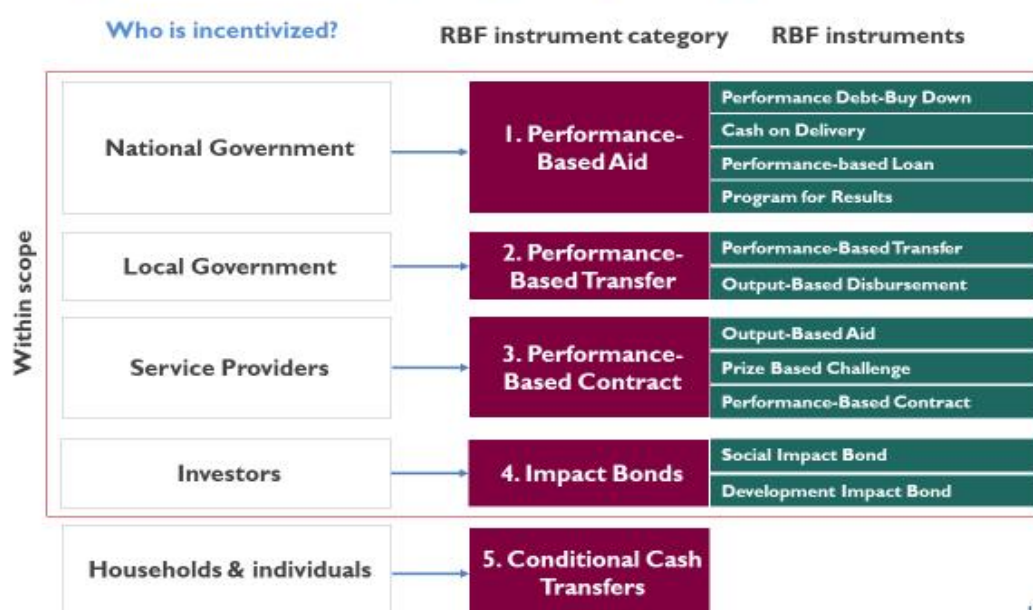 Who is incentivized?
RBF instrument category
RBF instruments
Within scope
National Government
1. Performance-
Based Aid
Performance Debt-Buy Down
Cash on Delivery
Performance-based Loan
Program for Results
Local Government
2. Performance-
Based Transfer
Performance-Based Transfer
Output-Based Disbursement
Service Providers
3. Performance-
Based Contract
Output-Based Aid
Prize Based Challenge
Performance-Based Contract
Investors
4. Impact Bonds
Social Impact Bond
Development Impact Bond
Households & individuals
5. Conditional Cash
Transfers